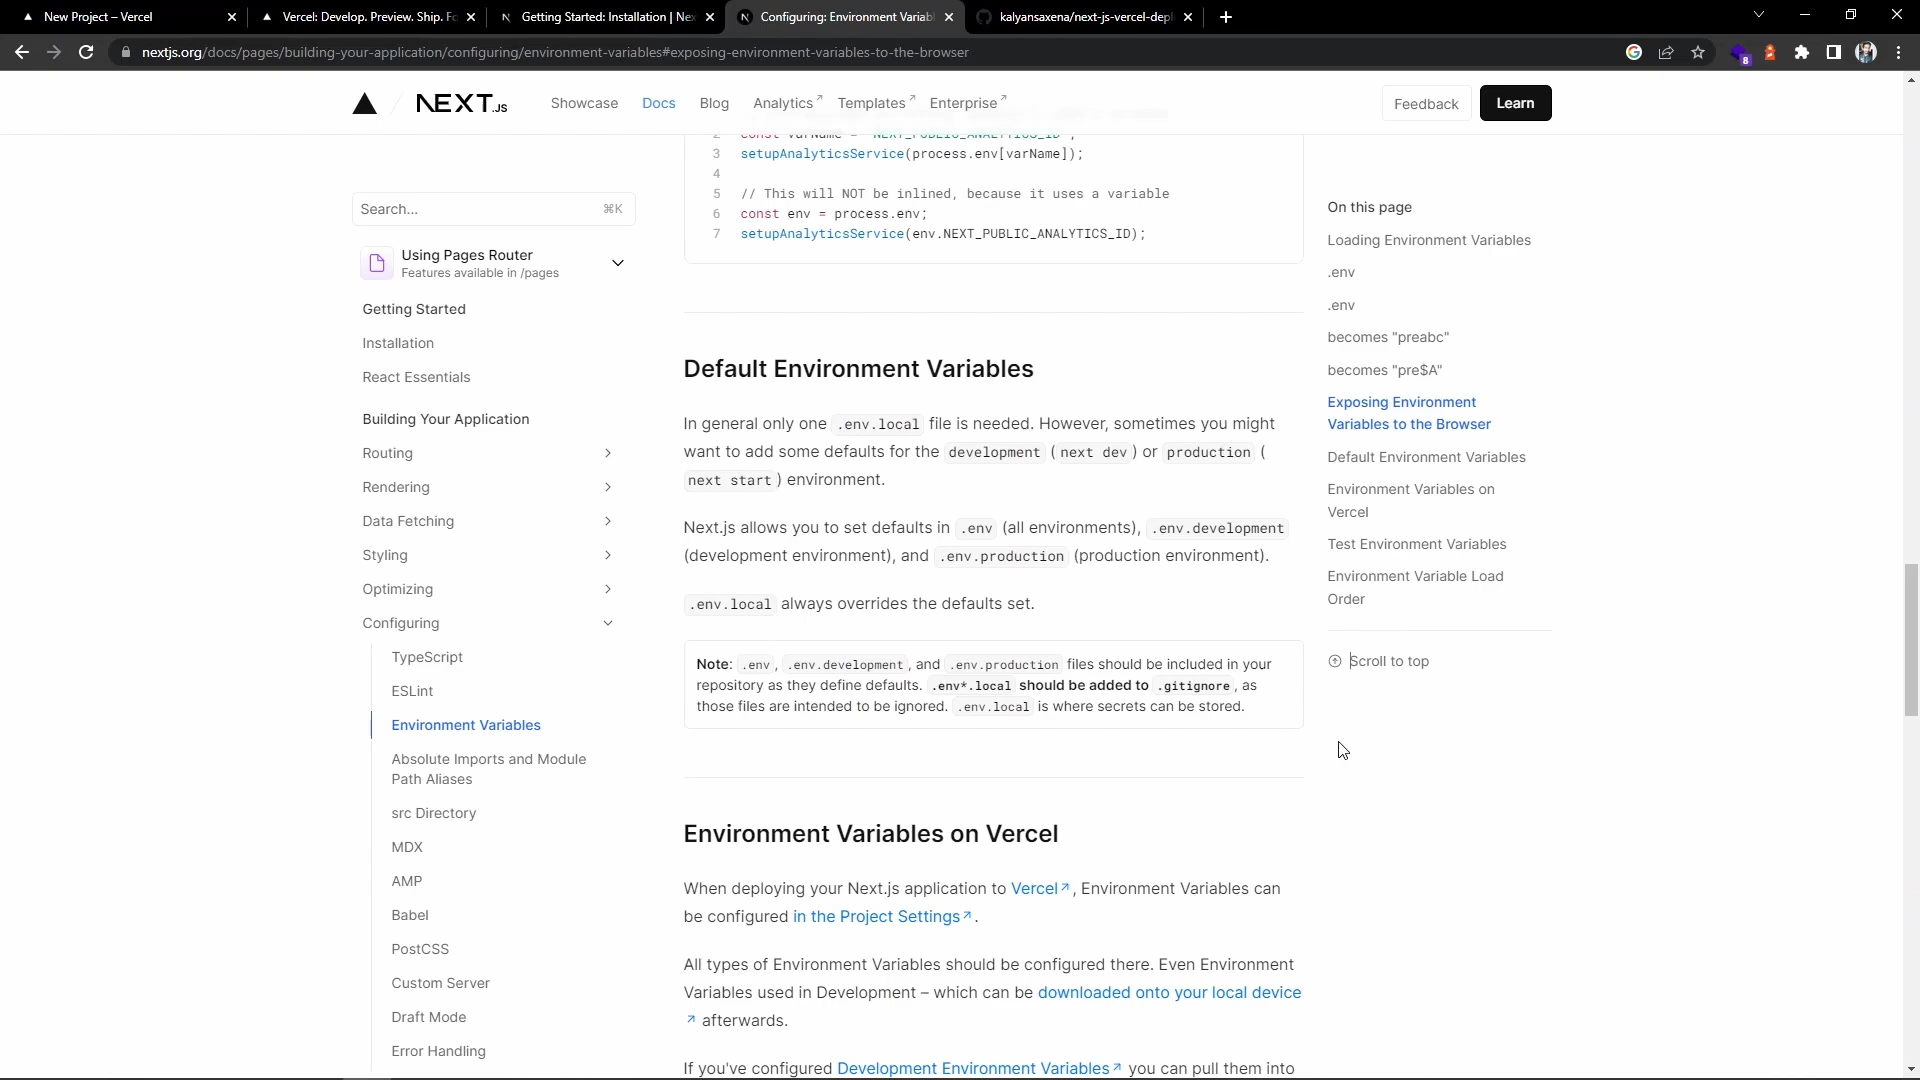 New Project – Vercel
Vercel: Develop. Preview. Ship. Fo
Getting Started: Installation | Nex
Configuring: Environment Variabl
kalyansaxena/next-js-vercel-depl
nextjs.org/docs/pages/building-your-application/configuring/environment-variables#exposing-environment-variables-to-the-browser
8
NEXT.JS
Showcase
Docs
Blog
Analytics
Templates
Enterprise
Feedback
Learn
Search...
⌘K
Using Pages Router
Features available in /pages
Getting Started
Installation
React Essentials
Building Your Application
Routing
Rendering
Data Fetching
Styling
Optimizing
Configuring
TypeScript
ESLint
Environment Variables
Absolute Imports and Module
Path Aliases
src Directory
MDX
AMP
Babel
PostCSS
Custom Server
Draft Mode
Error Handling
2 const varName = 'NEXT_PUBLIC_ANALYTICS_ID';
3 setupAnalyticsService(process.env[varName]);
4
5 // This will NOT be inlined, because it uses a variable
6 const env = process.env;
7 setupAnalyticsService(env.NEXT_PUBLIC_ANALYTICS_ID);
Default Environment Variables
In general only one .env.local file is needed. However, sometimes you might
want to add some defaults for the development (next dev) or production (
next start) environment.
Next.js allows you to set defaults in .env (all environments), .env.development
(development environment), and .env.production (production environment).
.env.local always overrides the defaults set.
Note: .env, .env.development, and .env.production files should be included in your
repository as they define defaults. .env*.local should be added to .gitignore, as
those files are intended to be ignored. .env.local is where secrets can be stored.
Environment Variables on Vercel
When deploying your Next.js application to Vercel, Environment Variables can
be configured in the Project Settings.
All types of Environment Variables should be configured there. Even Environment
Variables used in Development – which can be downloaded onto your local device
afterwards.
If you've configured Development Environment Variables you can pull them into
On this page
Loading Environment Variables
.env
.env
becomes "preabc"
becomes "pre$A"
Exposing Environment
Variables to the Browser
Default Environment Variables
Environment Variables on
Vercel
Test Environment Variables
Environment Variable Load
Order
Scroll to top